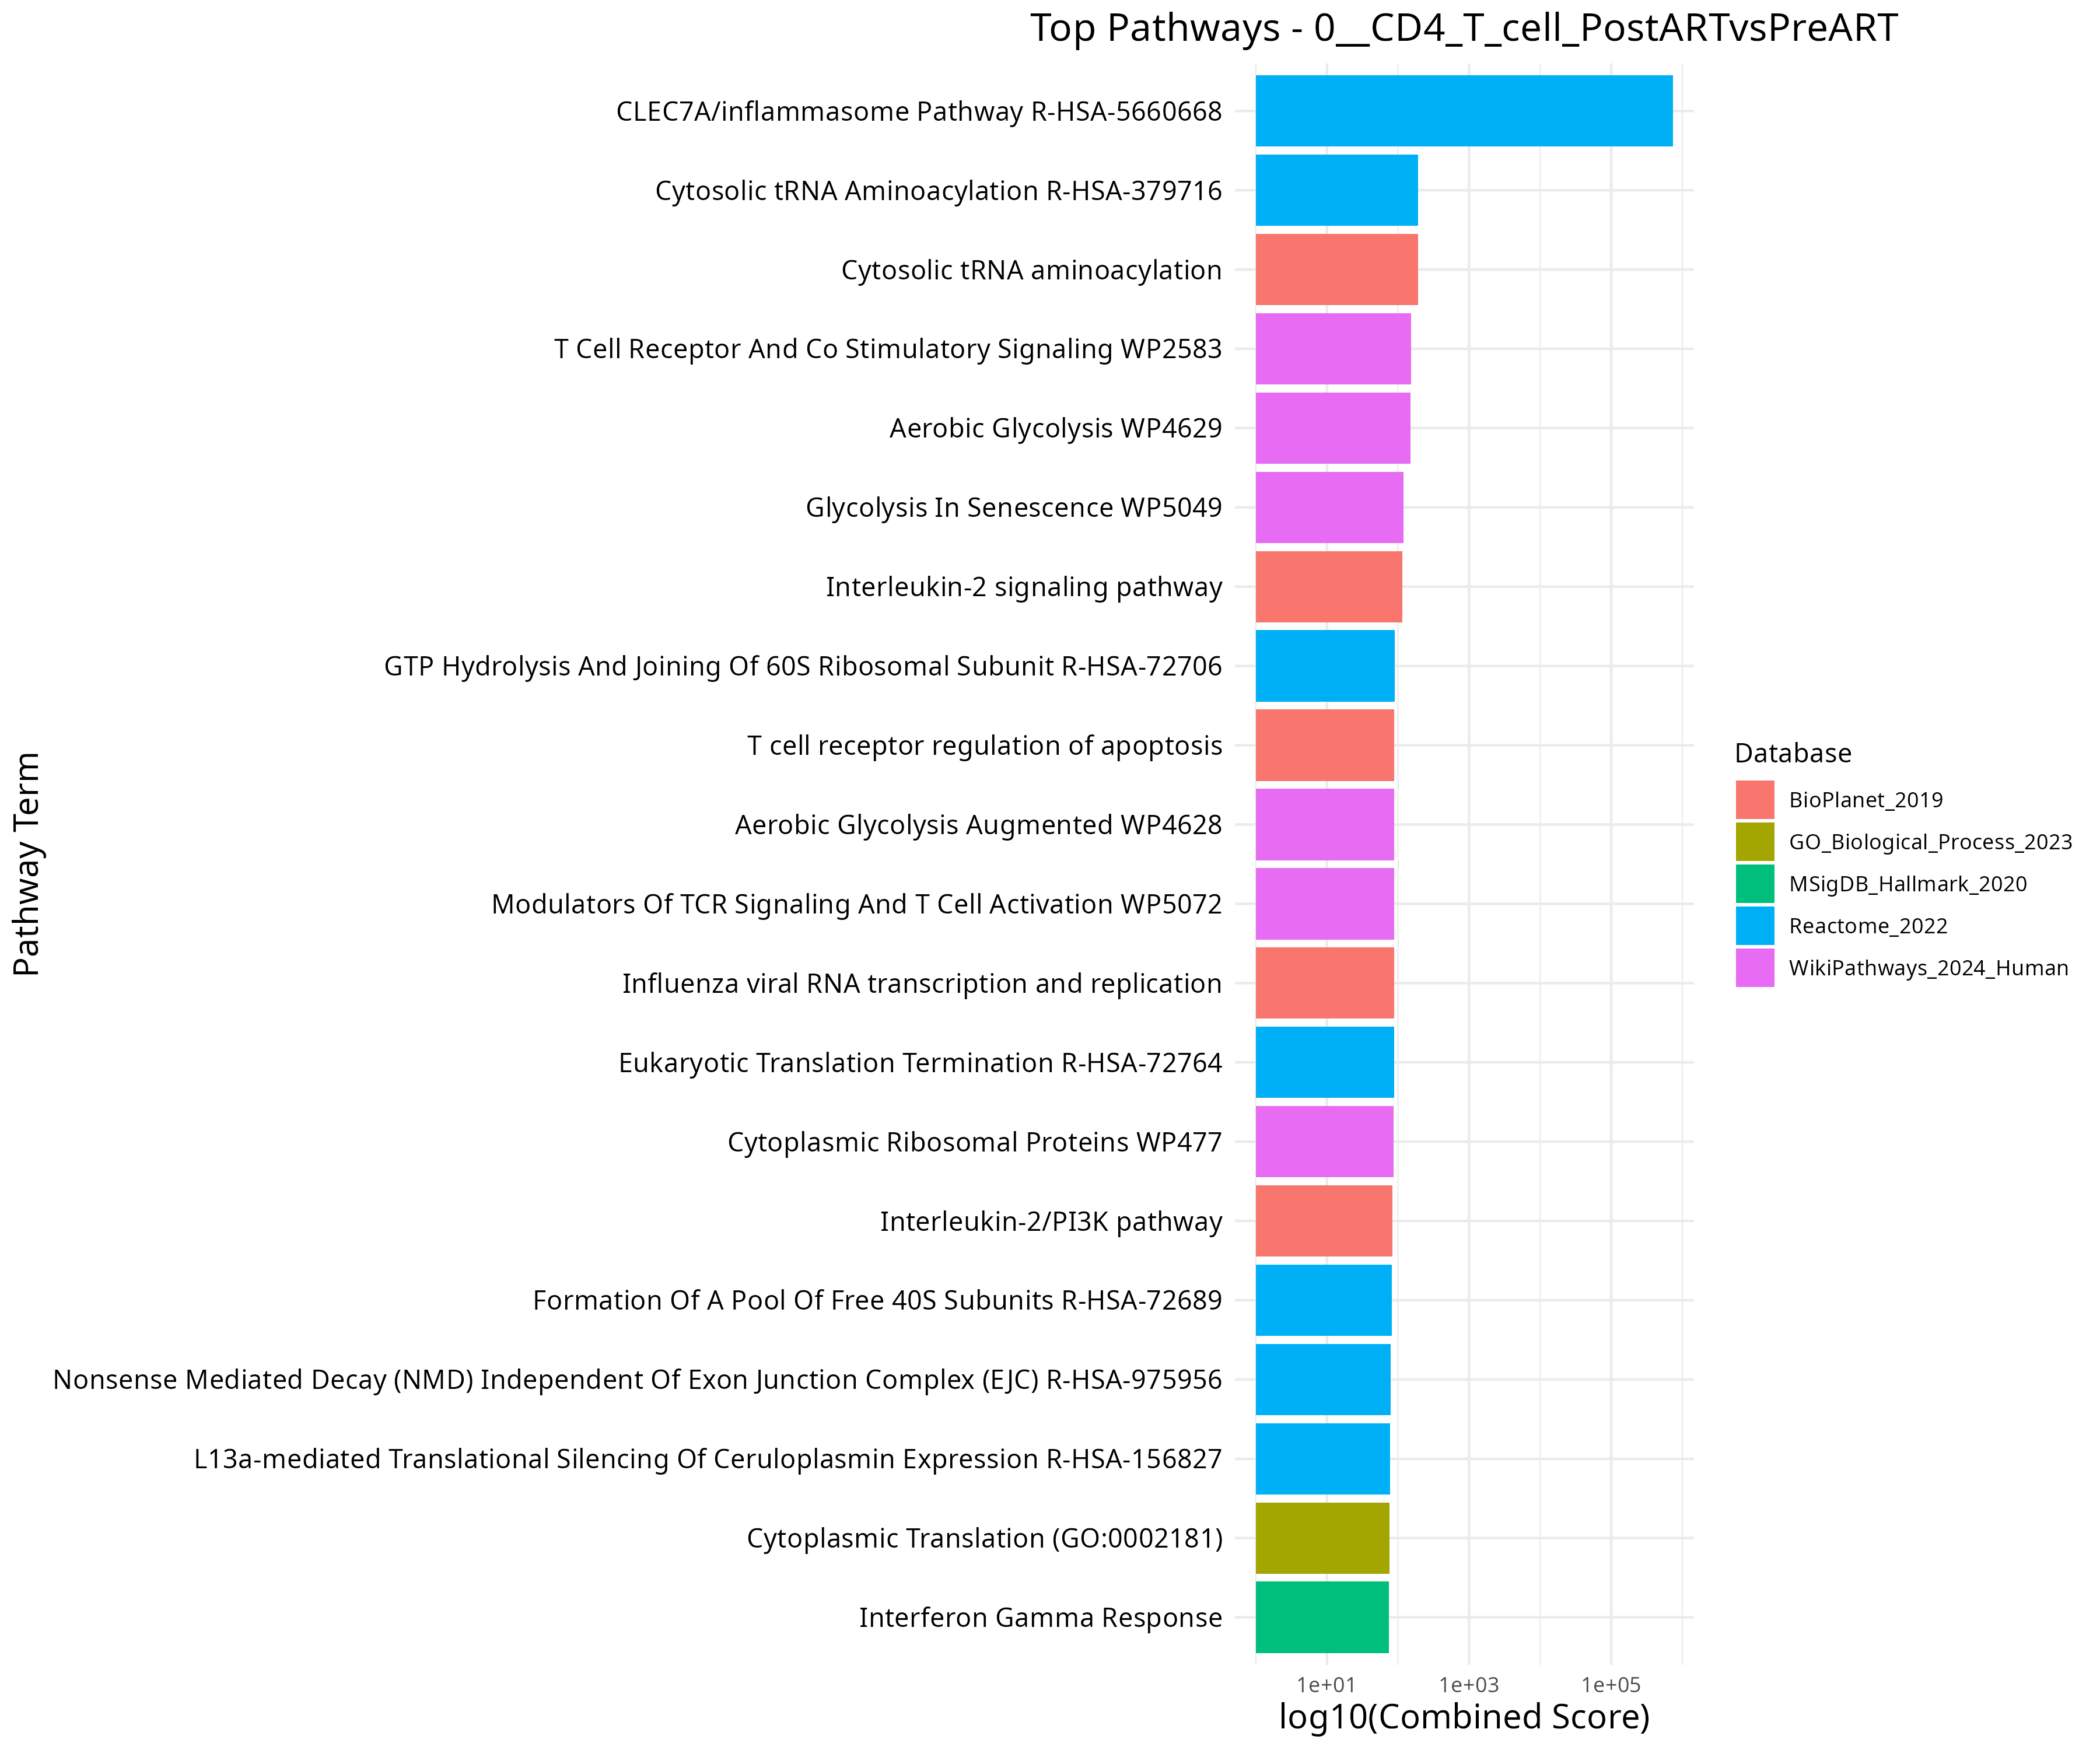 Top Pathways - 0__CD4_T_cell_PostARTvsPreART
Pathway Term
CLEC7A/inflammasome Pathway R-HSA-5660668
Cytosolic tRNA Aminoacylation R-HSA-379716
Cytosolic tRNA aminoacylation
T Cell Receptor And Co Stimulatory Signaling WP2583
Aerobic Glycolysis WP4629
Glycolysis In Senescence WP5049
Interleukin-2 signaling pathway
GTP Hydrolysis And Joining Of 60S Ribosomal Subunit R-HSA-72706
T cell receptor regulation of apoptosis
Aerobic Glycolysis Augmented WP4628
Modulators Of TCR Signaling And T Cell Activation WP5072
Influenza viral RNA transcription and replication
Eukaryotic Translation Termination R-HSA-72764
Cytoplasmic Ribosomal Proteins WP477
Interleukin-2/PI3K pathway
Formation Of A Pool Of Free 40S Subunits R-HSA-72689
Nonsense Mediated Decay (NMD) Independent Of Exon Junction Complex (EJC) R-HSA-975956
L13a-mediated Translational Silencing Of Ceruloplasmin Expression R-HSA-156827
Cytoplasmic Translation (GO:0002181)
Interferon Gamma Response
1e+01 1e+03 1e+05
log10(Combined Score)
Database
BioPlanet_2019
GO_Biological_Process_2023
MSigDB_Hallmark_2020
Reactome_2022
WikiPathways_2024_Human